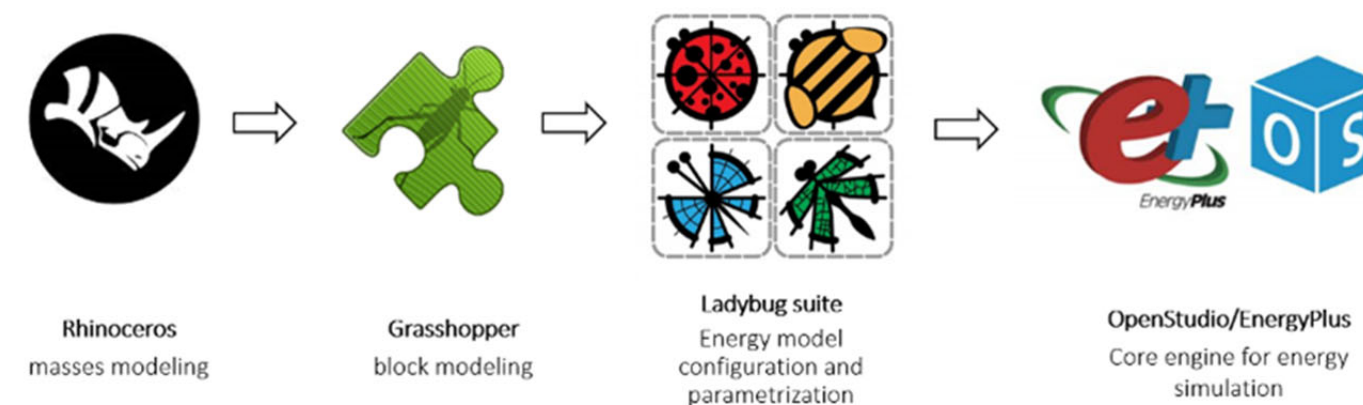 Rhinoceros
masses modeling
Grasshopper
block modeling
Ladybug suite
Energy model
configuration and
parametrization
EnergyPlus
OS
OpenStudio/EnergyPlus
Core engine for energy
simulation